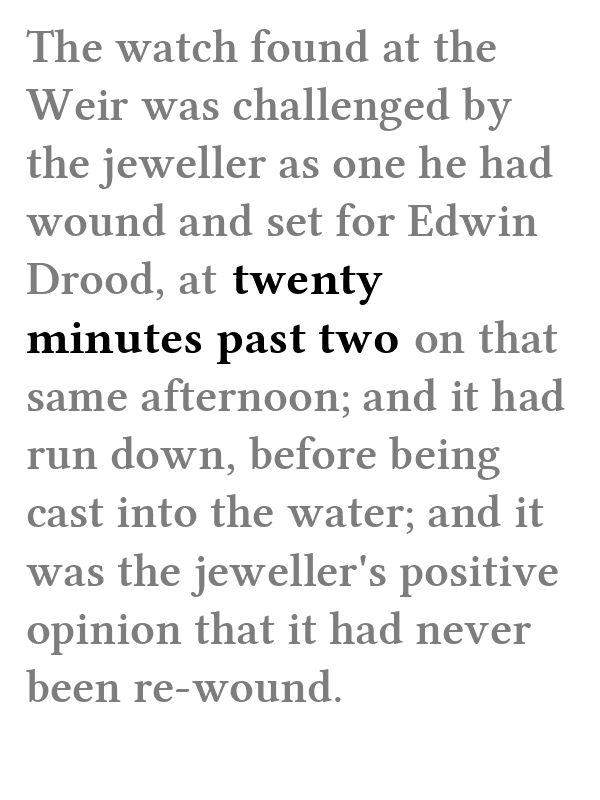 The watch found at the
Weir was challenged by
the jeweller as one he had
wound and set for Edwin
Drood, at twenty
minutes past two on that
same afternoon; and it had
run down, before being
cast into the water; and it
was the jeweller's positive
opinion that it had never
been re-wound.